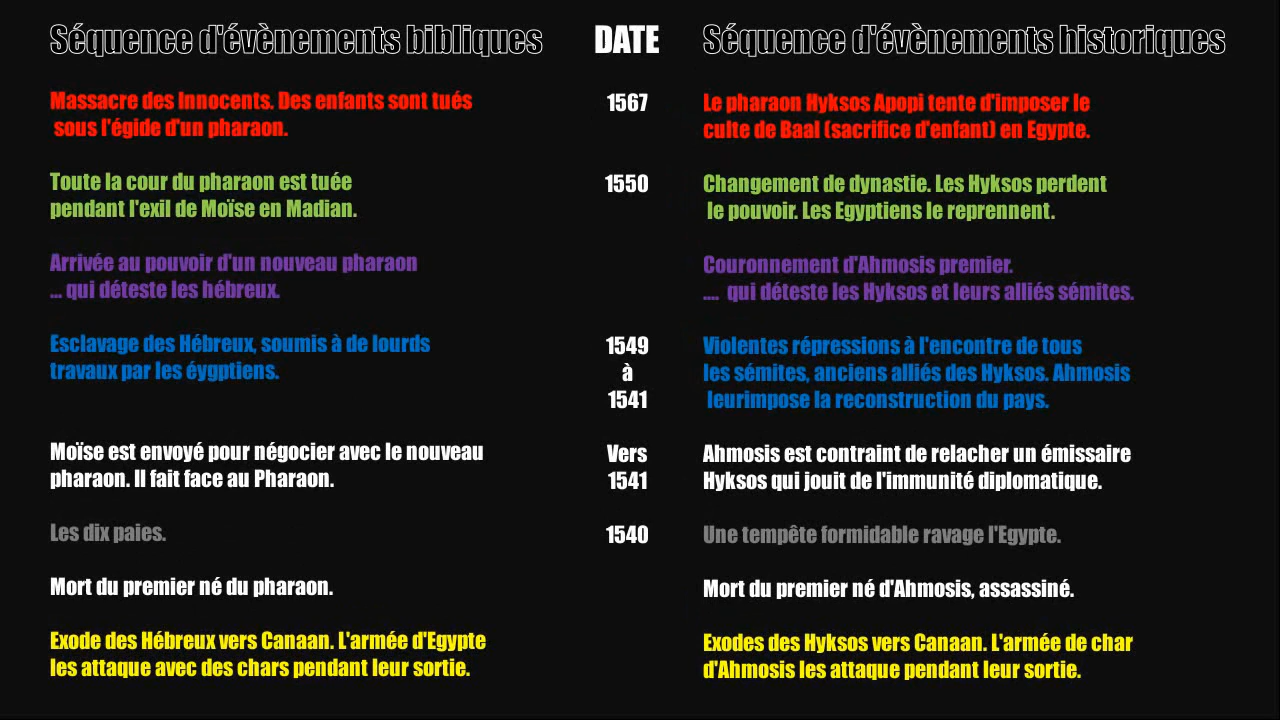 Séquence d'évènements bibliques
DATE
Séquence d'évènements historiques
Massacre des Innocents. Des enfants sont tués
sous l'égide d'un pharaon.
1567
Le pharaon Hyksos Apopi tente d'imposer le
culte de Baal (sacrifice d'enfant) en Egypte.
Toute la cour du pharaon est tuée
pendant l'exil de Moïse en Madian.
1550
Changement de dynastie. Les Hyksos perdent
le pouvoir. Les Egyptiens le reprennent.
Arrivée au pouvoir d'un nouveau pharaon
... qui déteste les hébreux.
Couronnement d'Ahmosis premier.
.... qui déteste les Hyksos et leurs alliés sémites.
Esclavage des Hébreux, soumis à de lourds
travaux par les éygptiens.
1549
à
1541
Violentes répressions à l'encontre de tous
les sémites, anciens alliés des Hyksos. Ahmosis
leurimpose la reconstruction du pays.
Moïse est envoyé pour négocier avec le nouveau
pharaon. Il fait face au Pharaon.
Vers
1541
Ahmosis est contraint de relacher un émissaire
Hyksos qui jouit de l'immunité diplomatique.
Les dix paies.
1540
Une tempête formidable ravage l'Egypte.
Mort du premier né du pharaon.
Mort du premier né d'Ahmosis, assassiné.
Exode des Hébreux vers Canaan. L'armée d'Egypte
les attaque avec des chars pendant leur sortie.
Exodes des Hyksos vers Canaan. L'armée de char
d'Ahmosis les attaque pendant leur sortie.